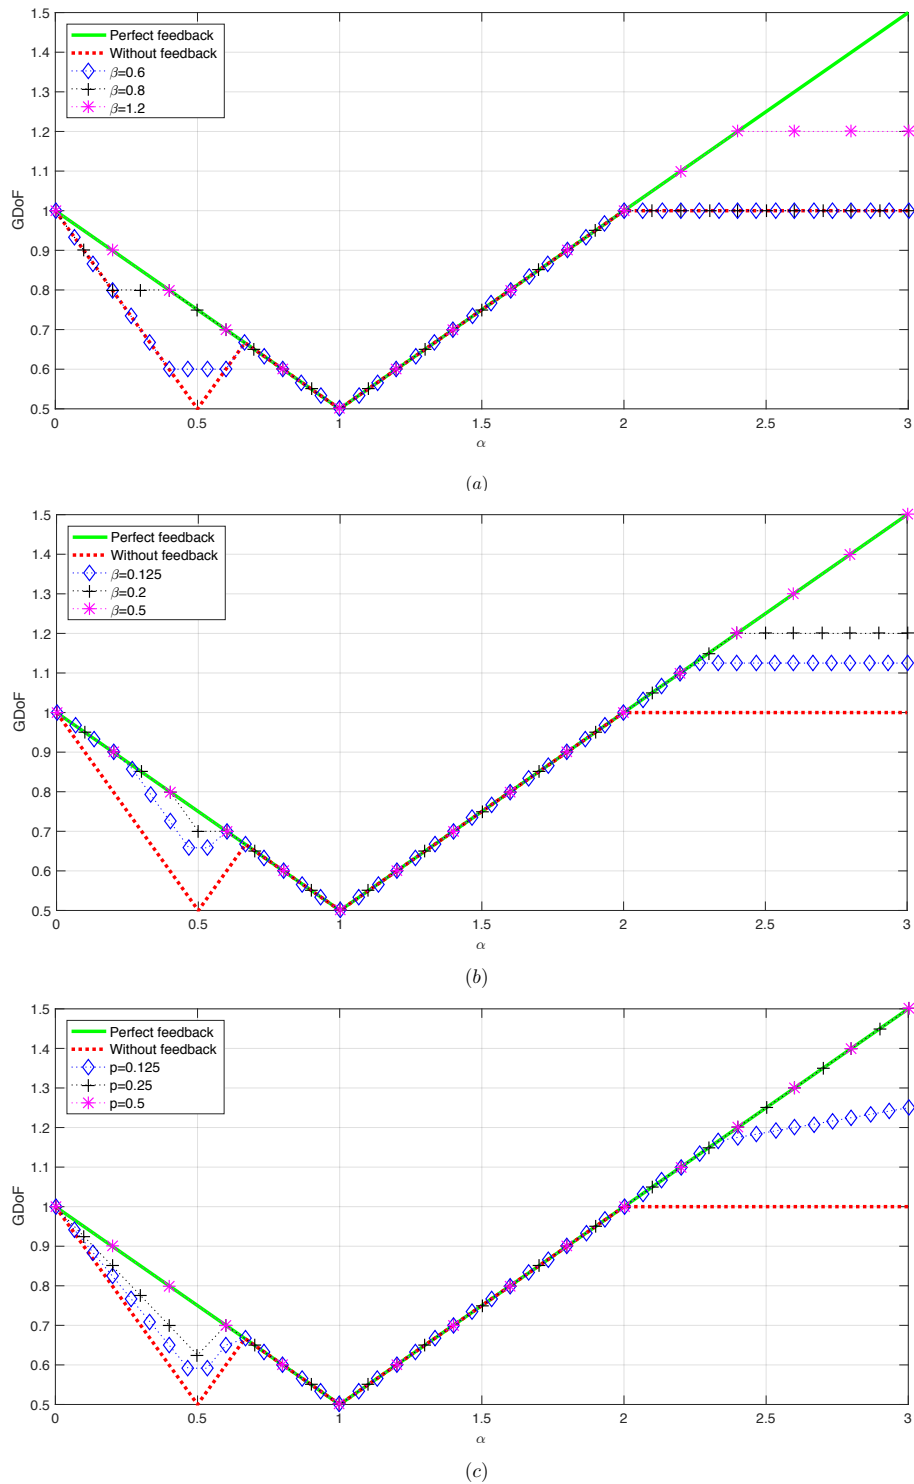 1.5
Perfect feedback
1.4
Without feedback
β=0.6
1.3
β=0.8
β=1.2
1.2
1.1
GDoF
1
0.9
0.8
0.7
0.6
0.5
0 0.5 1 1.5 2 2.5 3
α
(a)
1.5
Perfect feedback
1.4
Without feedback
β=0.125
1.3
β=0.2
β=0.5
1.2
1.1
GDoF
1
0.9
0.8
0.7
0.6
0.5
0 0.5 1 1.5 2 2.5 3
α
(b)
1.5
Perfect feedback
1.4
Without feedback
p=0.125
1.3
p=0.25
p=0.5
1.2
1.1
GDoF
1
0.9
0.8
0.7
0.6
0.5
0 0.5 1 1.5 2 2.5 3
α
(c)